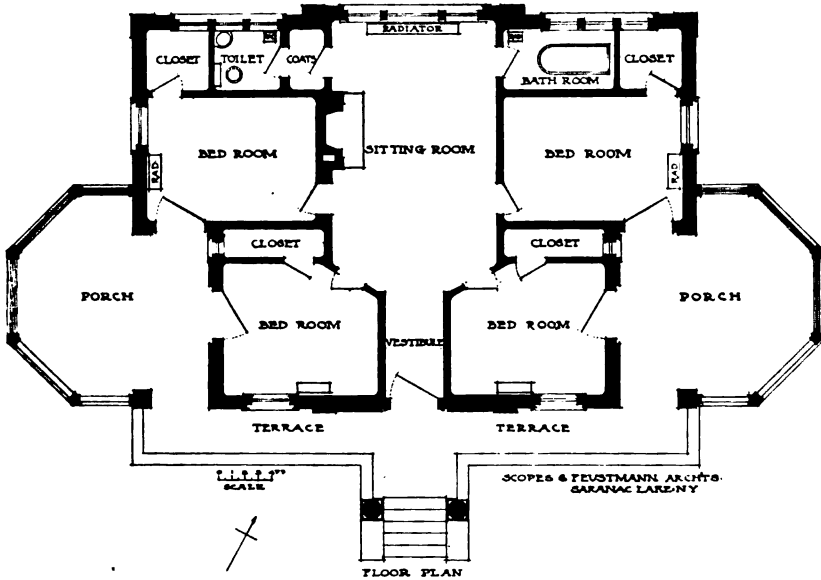 RADIATOR
CLOSET
TOILET
COATS
BATH ROOM
CLOSET
BED ROOM
SITTING ROOM
BED ROOM
RAD
RAD
CLOSET
CLOSET
PORCH
PORCH
BED ROOM
VESTIBULE
BED ROOM
TERRACE
TERRACE
SCALE
SCOPES & FEUSTMANN ARCHTS.
SARANAC LAKE-NY
FLOOR PLAN